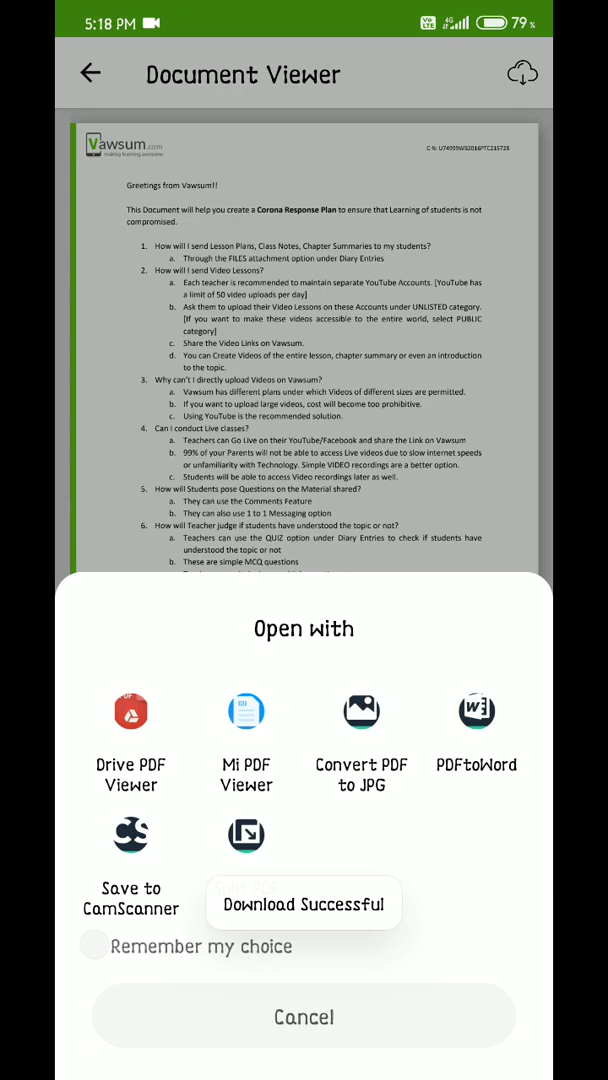 5:18 PM
Vo LTE 4G 79 %
Document Viewer
Vawsum.com
making learning awesome
Greetings from Vawsum!!
This Document will help you create a Corona Response Plan to ensure that Learning of students is not
compromised.
1. How will I send Lesson Plans, Class Notes, Chapter Summaries to my students?
a. Through the FILES attachment option under Diary Entries
2. How will I send Video Lessons?
a. Each teacher is recommended to maintain separate YouTube Accounts. [YouTube has
a limit of 50 video uploads per day]
b. Ask them to upload their Video Lessons on these Accounts under UNLISTED category.
[If you want to make these videos accessible to the entire world, select PUBLIC
category]
c. Share the Video Links on Vawsum.
d. You can Create Videos of the entire lesson, chapter summary or even an introduction
to the topic.
3. Why can't I directly upload Videos on Vawsum?
a. Vawsum has different plans under which Videos of different sizes are permitted.
b. If you want to upload large videos, cost will become too prohibitive.
c. Using YouTube is the recommended solution.
4. Can I conduct Live classes?
a. Teachers can Go Live on their YouTube/Facebook and share the Link on Vawsum
b. 99% of your Parents will not be able to access Live videos due to slow internet speeds
or unfamiliarity with Technology. Simple VIDEO recordings are a better option.
c. Students will be able to access Video recordings later as well.
5. How will Students pose Questions on the Material shared?
a. They can use the Comments Feature
b. They can also use 1 to 1 Messaging option
6. How will Teacher judge if students have understood the topic or not?
a. Teachers can use the QUIZ option under Diary Entries to check if students have
understood the topic or not
b. These are simple MCQ questions
Open with
Drive PDF Viewer
Mi PDF Viewer
Convert PDF to JPG
PDFtoWord
Save to CamScanner
Split PDF
Download Successful
Remember my choice
Cancel